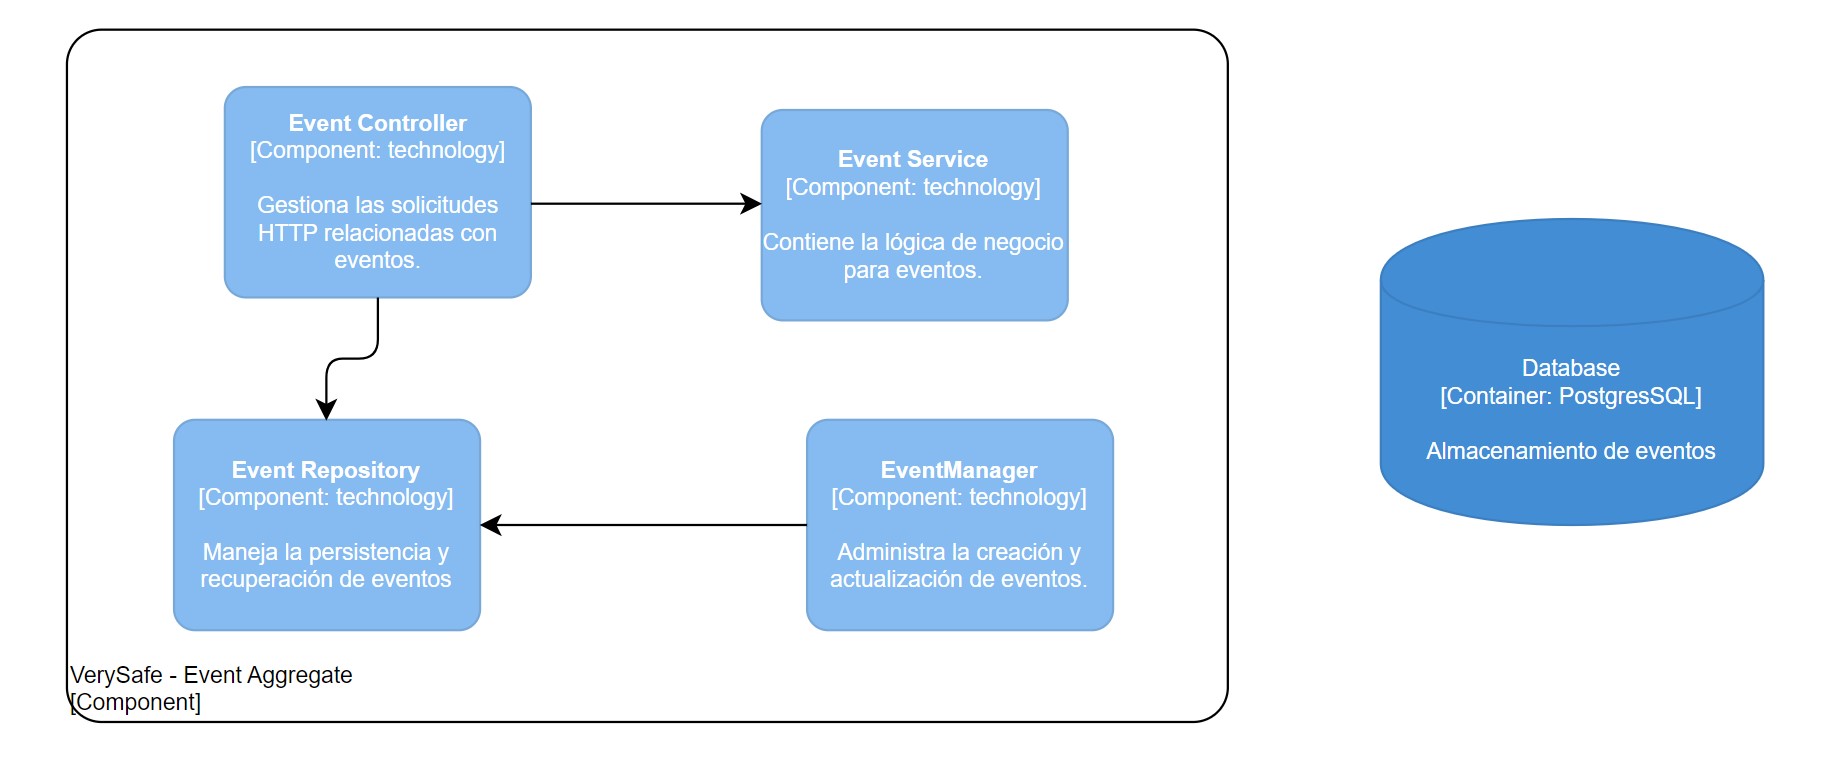 Event Controller
[Component: technology]
Gestiona las solicitudes
HTTP relacionadas con
eventos.
Event Service
[Component: technology]
Contiene la lógica de negocio
para eventos.
Event Repository
[Component: technology]
Maneja la persistencia y
recuperación de eventos
EventManager
[Component: technology]
Administra la creación y
actualización de eventos.
VerySafe - Event Aggregate
[Component]
Database
[Container: PostgresSQL]
Almacenamiento de eventos